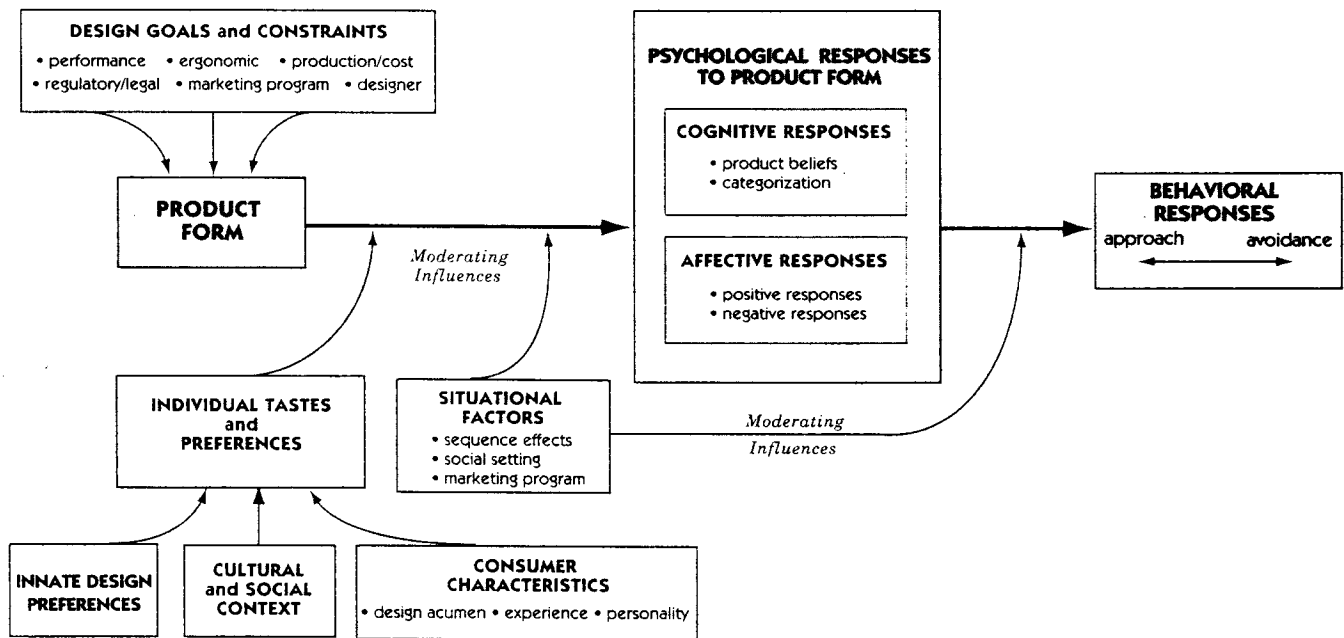 DESIGN GOALS and CONSTRAINTS
• performance • ergonomic • production/cost
• regulatory/legal • marketing program • designer
PRODUCT
FORM
Moderating
Influences
PSYCHOLOGICAL RESPONSES
TO PRODUCT FORM
COGNITIVE RESPONSES
• product beliefs
• categorization
AFFECTIVE RESPONSES
• positive responses
• negative responses
BEHAVIORAL
RESPONSES
approach avoidance
INDIVIDUAL TASTES
and
PREFERENCES
SITUATIONAL
FACTORS
• sequence effects
• social setting
• marketing program
Moderating
Influences
INNATE DESIGN
PREFERENCES
CULTURAL
and SOCIAL
CONTEXT
CONSUMER
CHARACTERISTICS
• design acumen • experience • personality